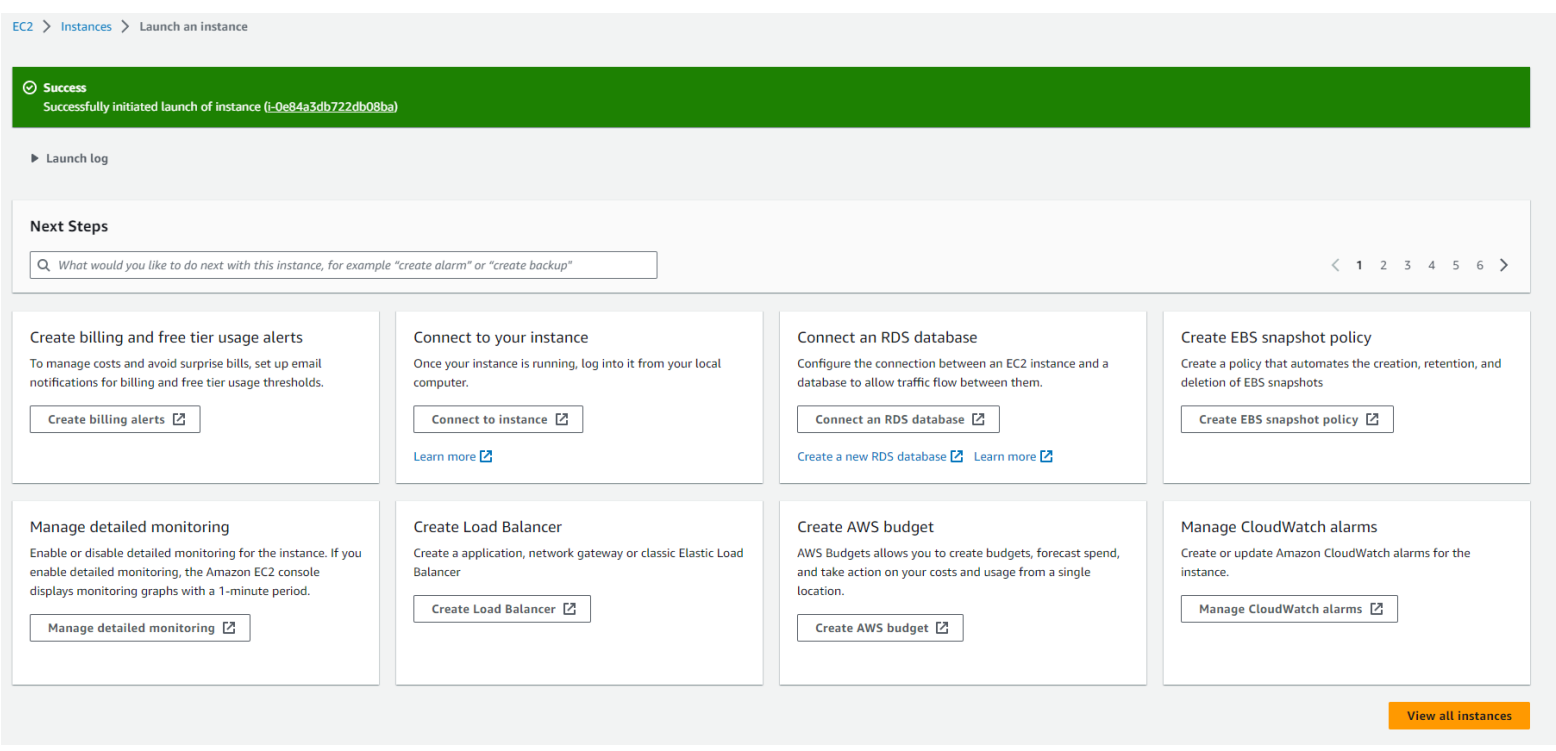 EC2 > Instances > Launch an instance
Success
Successfully initiated launch of instance (i-0e84a3db722db08ba)
Launch log
Next Steps
What would you like to do next with this instance, for example “create alarm” or “create backup”
1 2 3 4 5 6
Create billing and free tier usage alerts
To manage costs and avoid surprise bills, set up email
notifications for billing and free tier usage thresholds.
Create billing alerts
Connect to your instance
Once your instance is running, log into it from your local
computer.
Connect to instance
Learn more
Connect an RDS database
Configure the connection between an EC2 instance and a
database to allow traffic flow between them.
Connect an RDS database
Create a new RDS database Learn more
Create EBS snapshot policy
Create a policy that automates the creation, retention, and
deletion of EBS snapshots
Create EBS snapshot policy
Manage detailed monitoring
Enable or disable detailed monitoring for the instance. If you
enable detailed monitoring, the Amazon EC2 console
displays monitoring graphs with a 1-minute period.
Manage detailed monitoring
Create Load Balancer
Create a application, network gateway or classic Elastic Load
Balancer
Create Load Balancer
Create AWS budget
AWS Budgets allows you to create budgets, forecast spend,
and take action on your costs and usage from a single
location.
Create AWS budget
Manage CloudWatch alarms
Create or update Amazon CloudWatch alarms for the
instance.
Manage CloudWatch alarms
View all instances